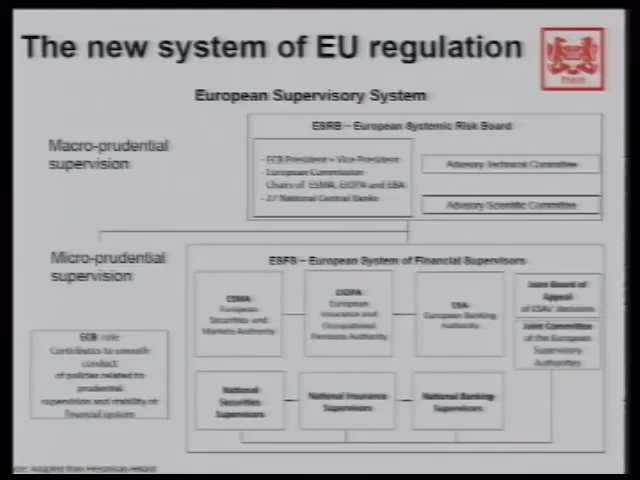 The new system of EU regulation
European Supervisory System
ESRB – European Systemic Risk Board
Macro-prudential
supervision
- ECB President + Vice President
- European Commission
Chairs of ESMA, EIOPA and EBA
- 27 National Central Banks
Advisory Technical Committee
Advisory Scientific Committee
Micro-prudential
supervision
ESFS – European System of Financial Supervisors
ESMA
European
Securities and
Markets Authority
EIOPA
European
Insurance and
Occupational
Pensions Authority
EBA
European Banking
Authority
Joint Board of
Appeal
of ESAs' decisions
Joint Committee
of the European
Supervisory
Authorities
ECB role
Contributes to smooth
conduct
of policies related to
prudential
supervision and stability of
financial system
National
Securities
Supervisors
National Insurance
Supervisors
National Banking
Supervisors
Adapted from